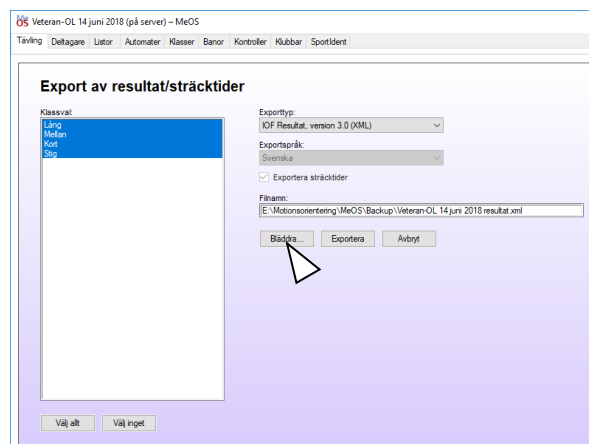 MeOS Veteran-OL 14 juni 2018 (på server) – MeOS
Tävling Deltagare Listor Automater Klasser Banor Kontroller Klubbar SportIdent
Export av resultat/sträcktider
Klassval:
Lång
Mellan
Kort
Stig
Exporttyp:
IOF Resultat, version 3.0 (XML)
Exportspråk:
Svenska
Exportera sträcktider
Filnamn:
E:\Motionsorientering\MeOS\Backup\Veteran-OL 14 juni 2018 resultat.xml
Bläddra... Exportera Avbryt
Välj allt Välj inget